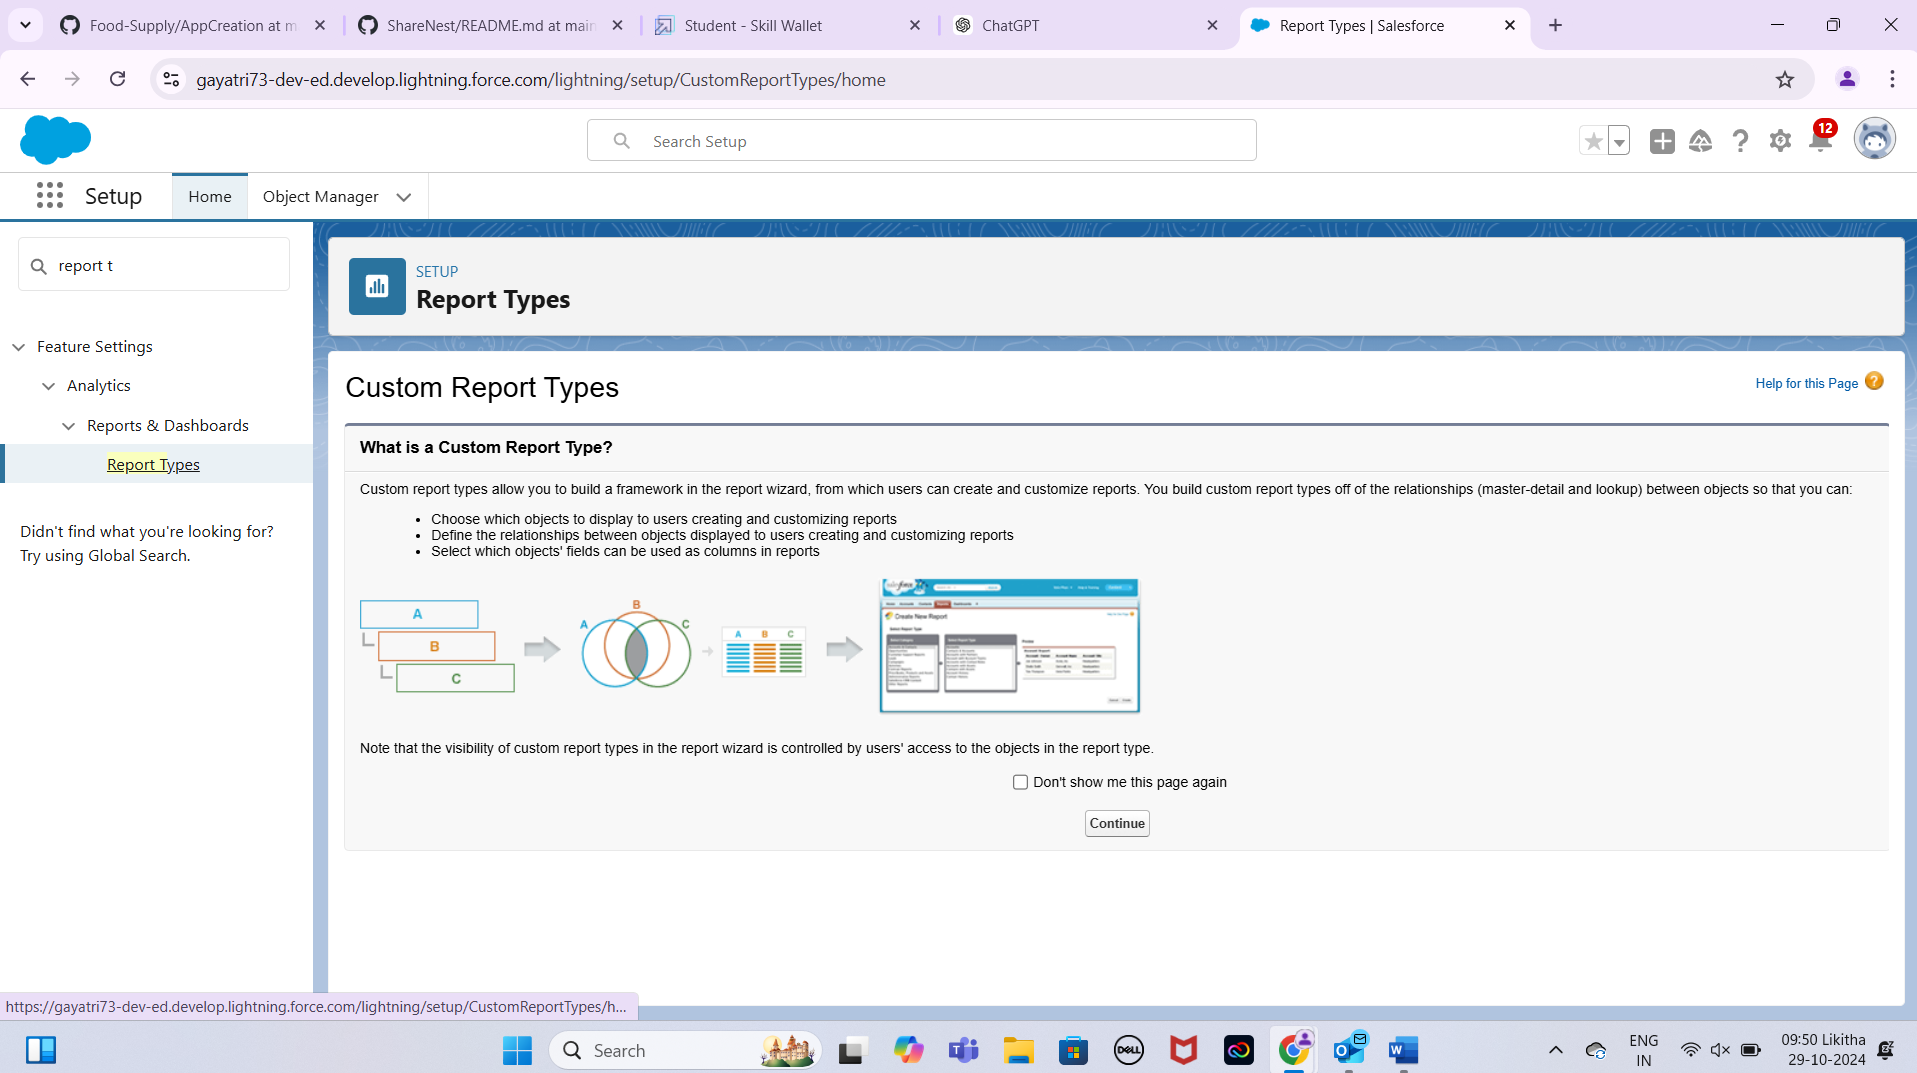 Food-Supply/AppCreation at m
ShareNest/README.md at main
Student - Skill Wallet
ChatGPT
Report Types | Salesforce
gayatri73-dev-ed.develop.lightning.force.com/lightning/setup/CustomReportTypes/home
Search Setup
12
Setup
Home
Object Manager
report t
SETUP
Report Types
Feature Settings
Analytics
Reports & Dashboards
Report Types
Didn't find what you're looking for?
Try using Global Search.
Custom Report Types
Help for this Page
What is a Custom Report Type?
Custom report types allow you to build a framework in the report wizard, from which users can create and customize reports. You build custom report types off of the relationships (master-detail and lookup) between objects so that you can:
Choose which objects to display to users creating and customizing reports
Define the relationships between objects displayed to users creating and customizing reports
Select which objects' fields can be used as columns in reports
A
B
C
A
B
C
A B C
Create New Report
Note that the visibility of custom report types in the report wizard is controlled by users' access to the objects in the report type.
Don't show me this page again
Continue
https://gayatri73-dev-ed.develop.lightning.force.com/lightning/setup/CustomReportTypes/h...
Search
DELL
ENG
IN
09:50 Likitha
29-10-2024